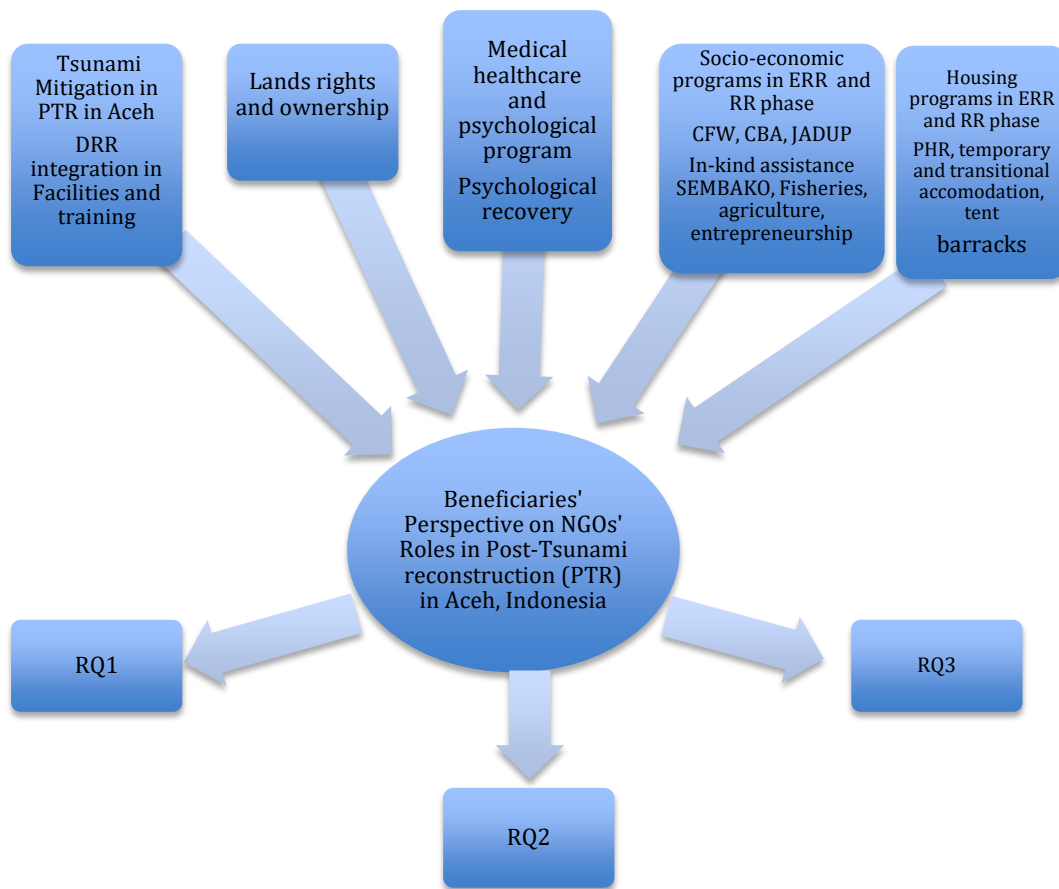 Tsunami
Mitigation in
PTR in Aceh
DRR
integration in
Facilities and
training
Lands rights
and ownership
Medical
healthcare
and
psychological
program
Psychological
recovery
Socio-economic
programs in ERR and
RR phase
CFW, CBA, JADUP
In-kind assistance
SEMBAKO, Fisheries,
agriculture,
entrepreneurship
Housing
programs in ERR
and RR phase
PHR, temporary
and transitional
accomodation,
tent
barracks
Beneficiaries'
Perspective on NGOs'
Roles in Post-Tsunami
reconstruction (PTR)
in Aceh, Indonesia
RQ1
RQ2
RQ3